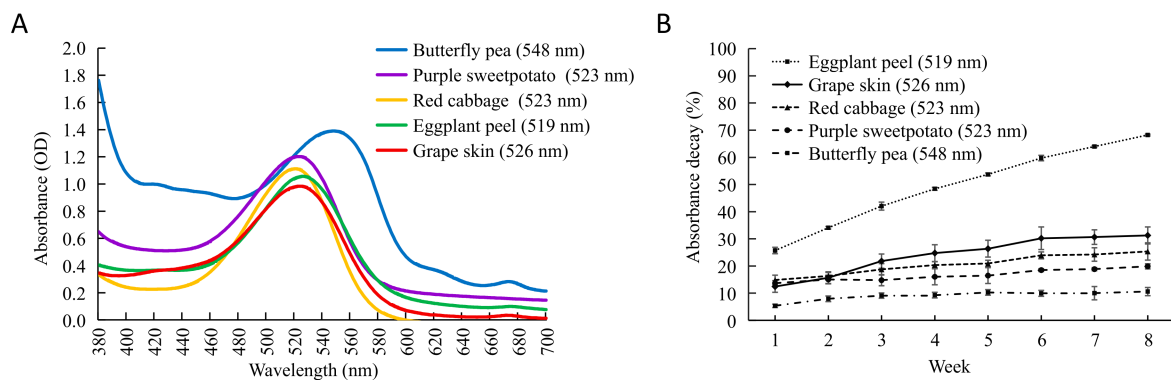 A
Absorbance (OD)
2.0
1.8
1.6
1.4
1.2
1.0
0.8
0.6
0.4
0.2
0.0
Butterfly pea (548 nm)
Purple sweetpotato (523 nm)
Red cabbage (523 nm)
Eggplant peel (519 nm)
Grape skin (526 nm)
380 400 420 440 460 480 500 520 540 560 580 600 620 640 660 680 700
Wavelength (nm)
B
Absorbance decay (%)
100
90
80
70
60
50
40
30
20
10
0
Eggplant peel (519 nm)
Grape skin (526 nm)
Red cabbage (523 nm)
Purple sweetpotato (523 nm)
Butterfly pea (548 nm)
1 2 3 4 5 6 7 8
Week